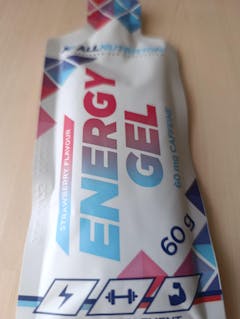 ALLNUTRITION
STRAWBERRY FLAVOUR
ENERGY
GEL
60 mg CAFFEINE
60 g